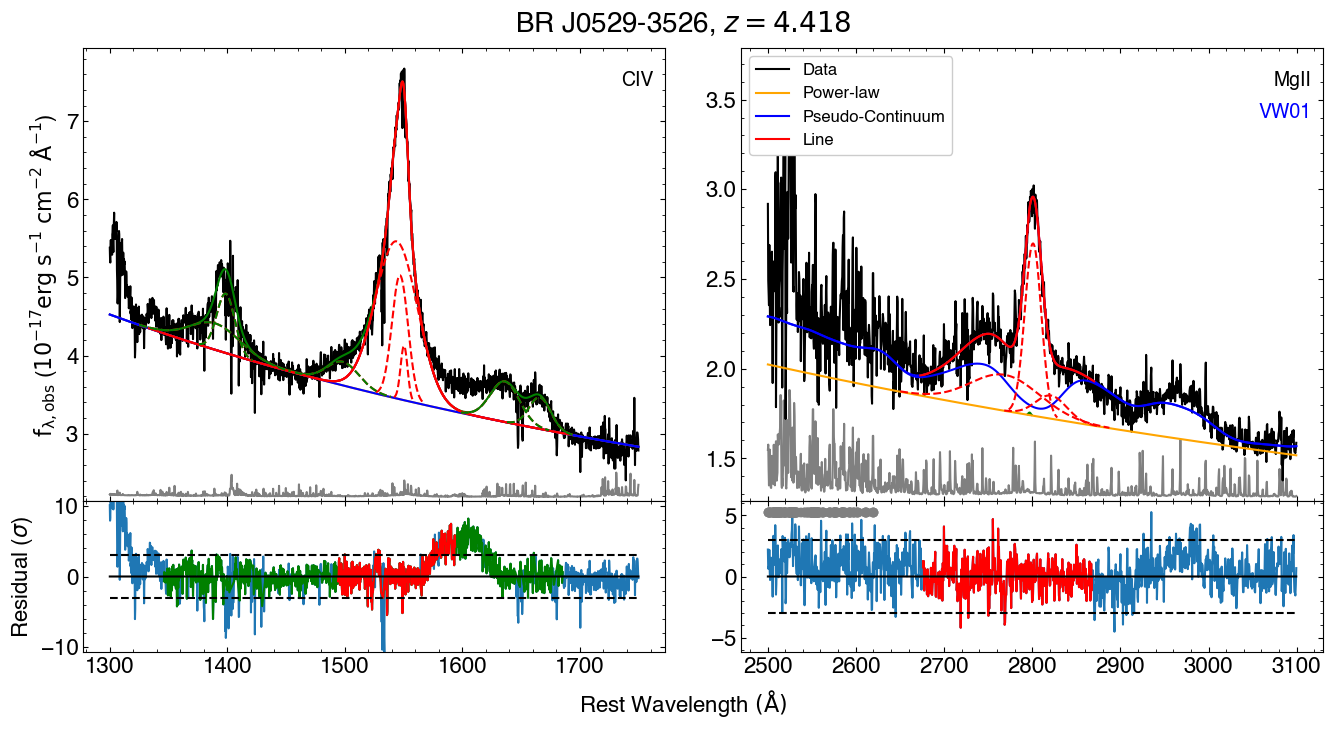 BR J0529-3526, z = 4.418
CIV
f_λ, obs (10⁻¹⁷erg s⁻¹ cm⁻² Å⁻¹)
7
6
5
4
3
Data
Power-law
Pseudo-Continuum
Line
MgII
VW01
3.5
3.0
2.5
2.0
1.5
Residual (σ)
10
0
−10
5
0
−5
1300 1400 1500 1600 1700
2500 2600 2700 2800 2900 3000 3100
Rest Wavelength (Å)